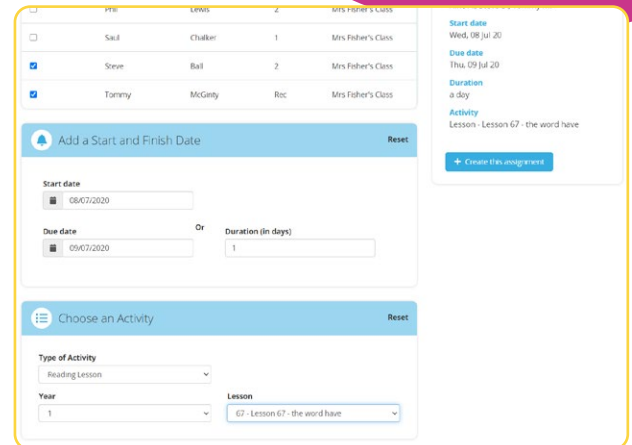 Phil Lewis 2 Mrs Fisher's Class
Saul Chalker 1 Mrs Fisher's Class
Steve Ball 2 Mrs Fisher's Class
Tommy McGinty Rec Mrs Fisher's Class
Add a Start and Finish Date Reset
Start date
08/07/2020
Due date Or Duration (in days)
09/07/2020 1
Choose an Activity Reset
Type of Activity
Reading Lesson
Year Lesson
1 67 - Lesson 67 - the word have
Start date
Wed, 08 Jul 20
Due date
Thu, 09 Jul 20
Duration
a day
Activity
Lesson - Lesson 67 - the word have
+ Create this assignment